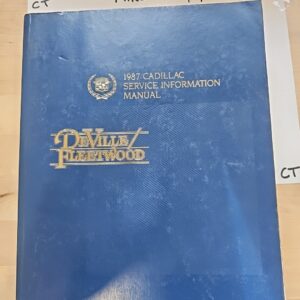 CT
1987 CADILLAC
SERVICE INFORMATION
MANUAL
DeVille/
Fleetwood
CT